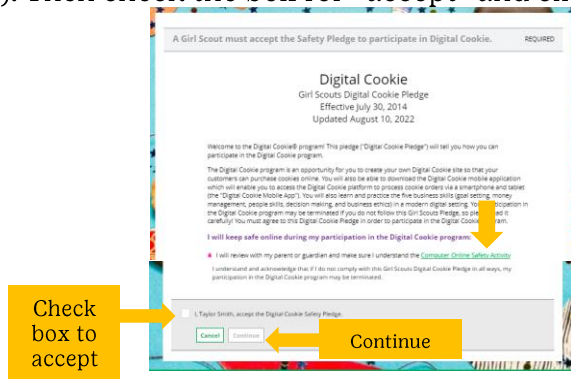 ). Then check the box for "accept" and cli
A Girl Scout must accept the Safety Pledge to participate in Digital Cookie.
REQUIRED
Digital Cookie
Girl Scouts Digital Cookie Pledge
Effective July 30, 2014
Updated August 10, 2022
Welcome to the Digital Cookie® program! This pledge ("Digital Cookie Pledge") will tell you how you can
participate in the Digital Cookie program.
The Digital Cookie program is an opportunity for you to create your own Digital Cookie site so that your
customers can purchase cookies online. You will also be able to download the Digital Cookie mobile application
which will enable you to access the Digital Cookie platform to process cookie orders via a smartphone and tablet
(the "Digital Cookie Mobile App"). You will also learn and practice the five business skills (goal setting, money
management, people skills, decision making, and business ethics) in a modern digital setting. Your participation in
the Digital Cookie program may be terminated if you do not follow this Girl Scouts Pledge, so please read it
carefully! You must agree to this Digital Cookie Pledge in order to participate in the Digital Cookie program.
I will keep safe online during my participation in the Digital Cookie program:
I will review with my parent or guardian and make sure I understand the Computer Online Safety Activity
I understand and acknowledge that if I do not comply with this Girl Scouts Digital Cookie Pledge in all ways, my
participation in the Digital Cookie program may be terminated.
Check
box to
accept
I, Taylor Smith, accept the Digital Cookie Safety Pledge.
Cancel
Continue
Continue